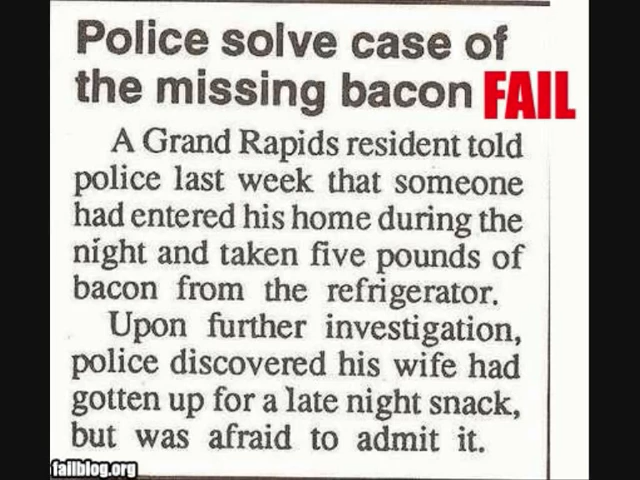 Police solve case of
the missing bacon FAIL
A Grand Rapids resident told
police last week that someone
had entered his home during the
night and taken five pounds of
bacon from the refrigerator.
Upon further investigation,
police discovered his wife had
gotten up for a late night snack,
but was afraid to admit it.
failblog.org